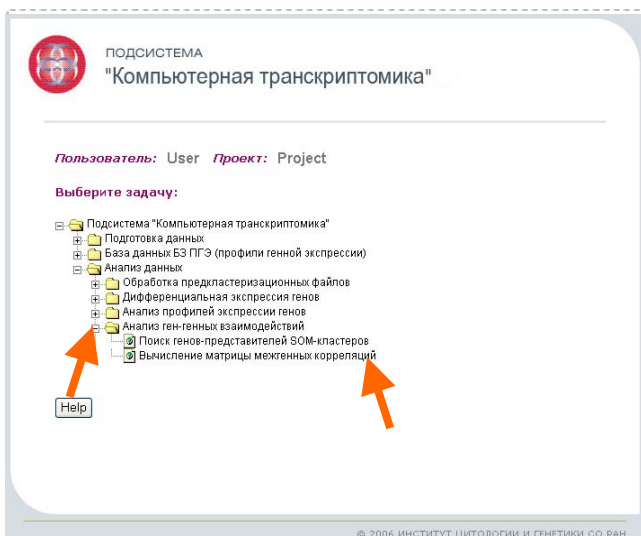 ПОДСИСТЕМА
"Компьютерная транскриптомика"
Пользователь: User Проект: Project
Выберите задачу:
Подсистема "Компьютерная транскриптомика"
Подготовка данных
База данных БЗ ПГЭ (профили генной экспрессии)
Анализ данных
Обработка предкластеризационных файлов
Дифференциальная экспрессия генов
Анализ профилей экспрессии генов
Анализ ген-генных взаимодействий
Поиск генов-представителей SOM-кластеров
Вычисление матрицы межгенных корреляций
Help
© 2006 ИНСТИТУТ ЦИТОЛОГИИ И ГЕНЕТИКИ СО РАН